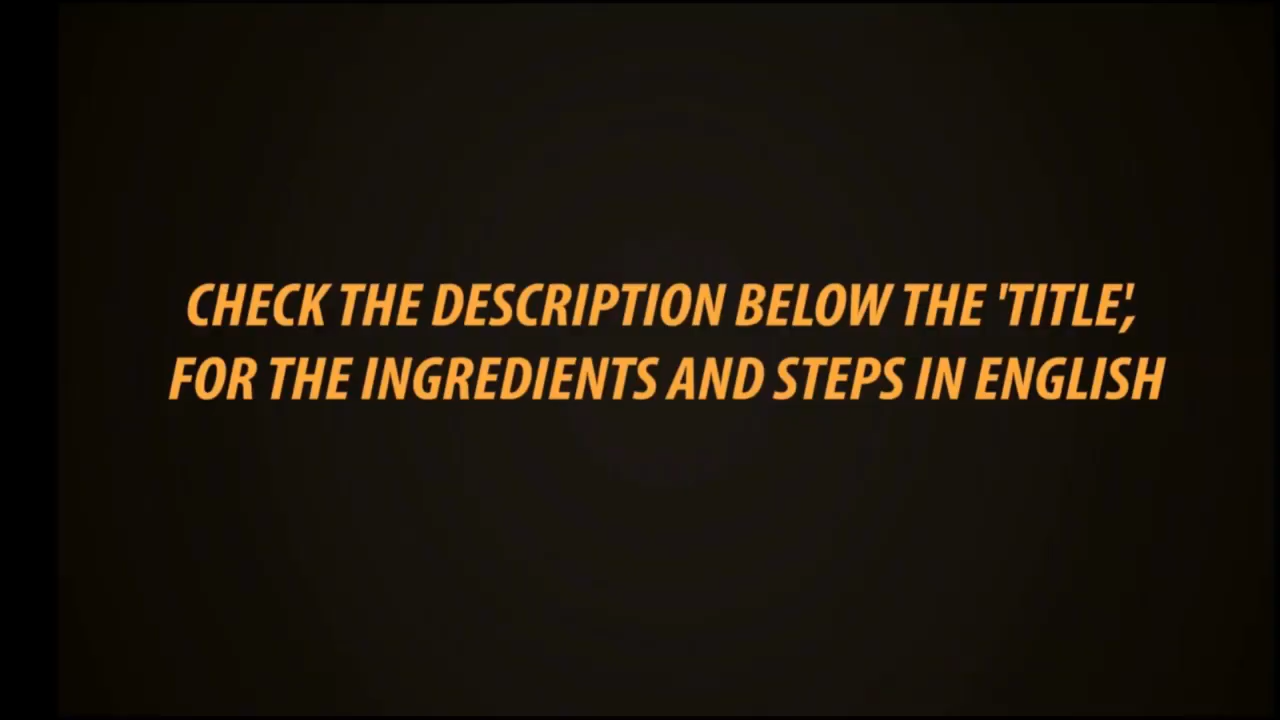 CHECK THE DESCRIPTION BELOW THE 'TITLE',
FOR THE INGREDIENTS AND STEPS IN ENGLISH